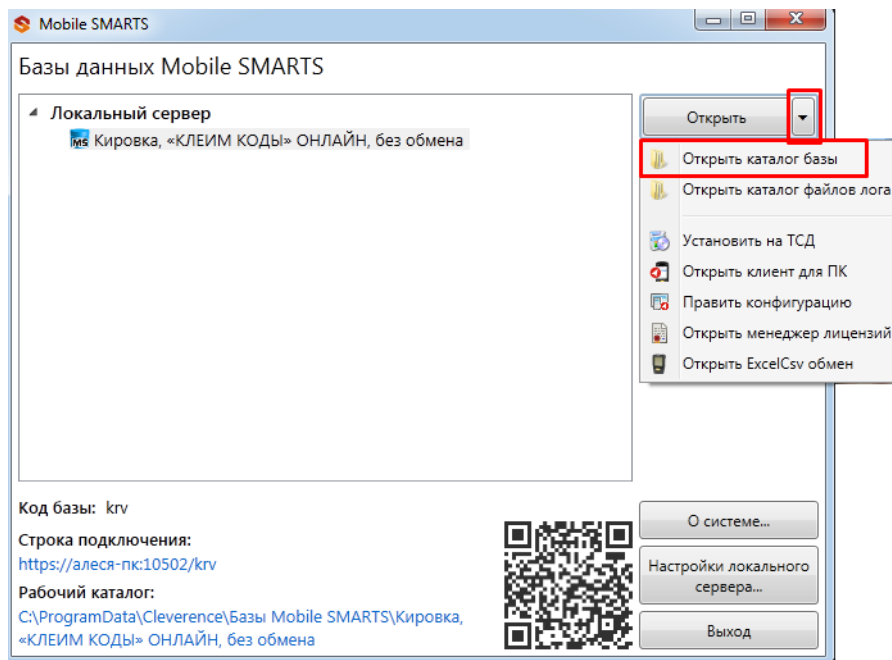 Mobile SMARTS
Базы данных Mobile SMARTS
Локальный сервер
MS Кировка, «КЛЕИМ КОДЫ» ОНЛАЙН, без обмена
Открыть
Открыть каталог базы
Открыть каталог файлов лога
Установить на ТСД
Открыть клиент для ПК
Править конфигурацию
Открыть менеджер лицензий
Открыть ExcelCsv обмен
Код базы: krv
Строка подключения:
https://алеся-пк:10502/krv
Рабочий каталог:
C:\ProgramData\Cleverence\Базы Mobile SMARTS\Кировка,
«КЛЕИМ КОДЫ» ОНЛАЙН, без обмена
О системе...
Настройки локального
сервера...
Выход